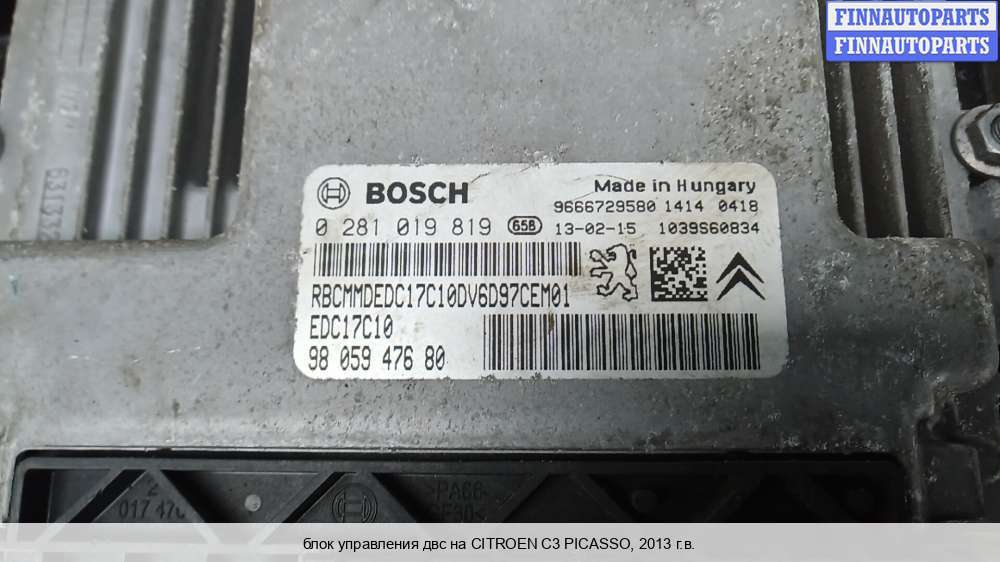 FINNAUTOPARTS
FINNAUTOPARTS
BOSCH
Made in Hungary
9666729580 1414 0418
0 281 019 819 658
13-02-15 1039S60834
RBCMMDEDC17C10DV6D97CEM01
EDC17C10
98 059 476 80
PA66
блок управления двс на CITROEN C3 PICASSO, 2013 г.в.